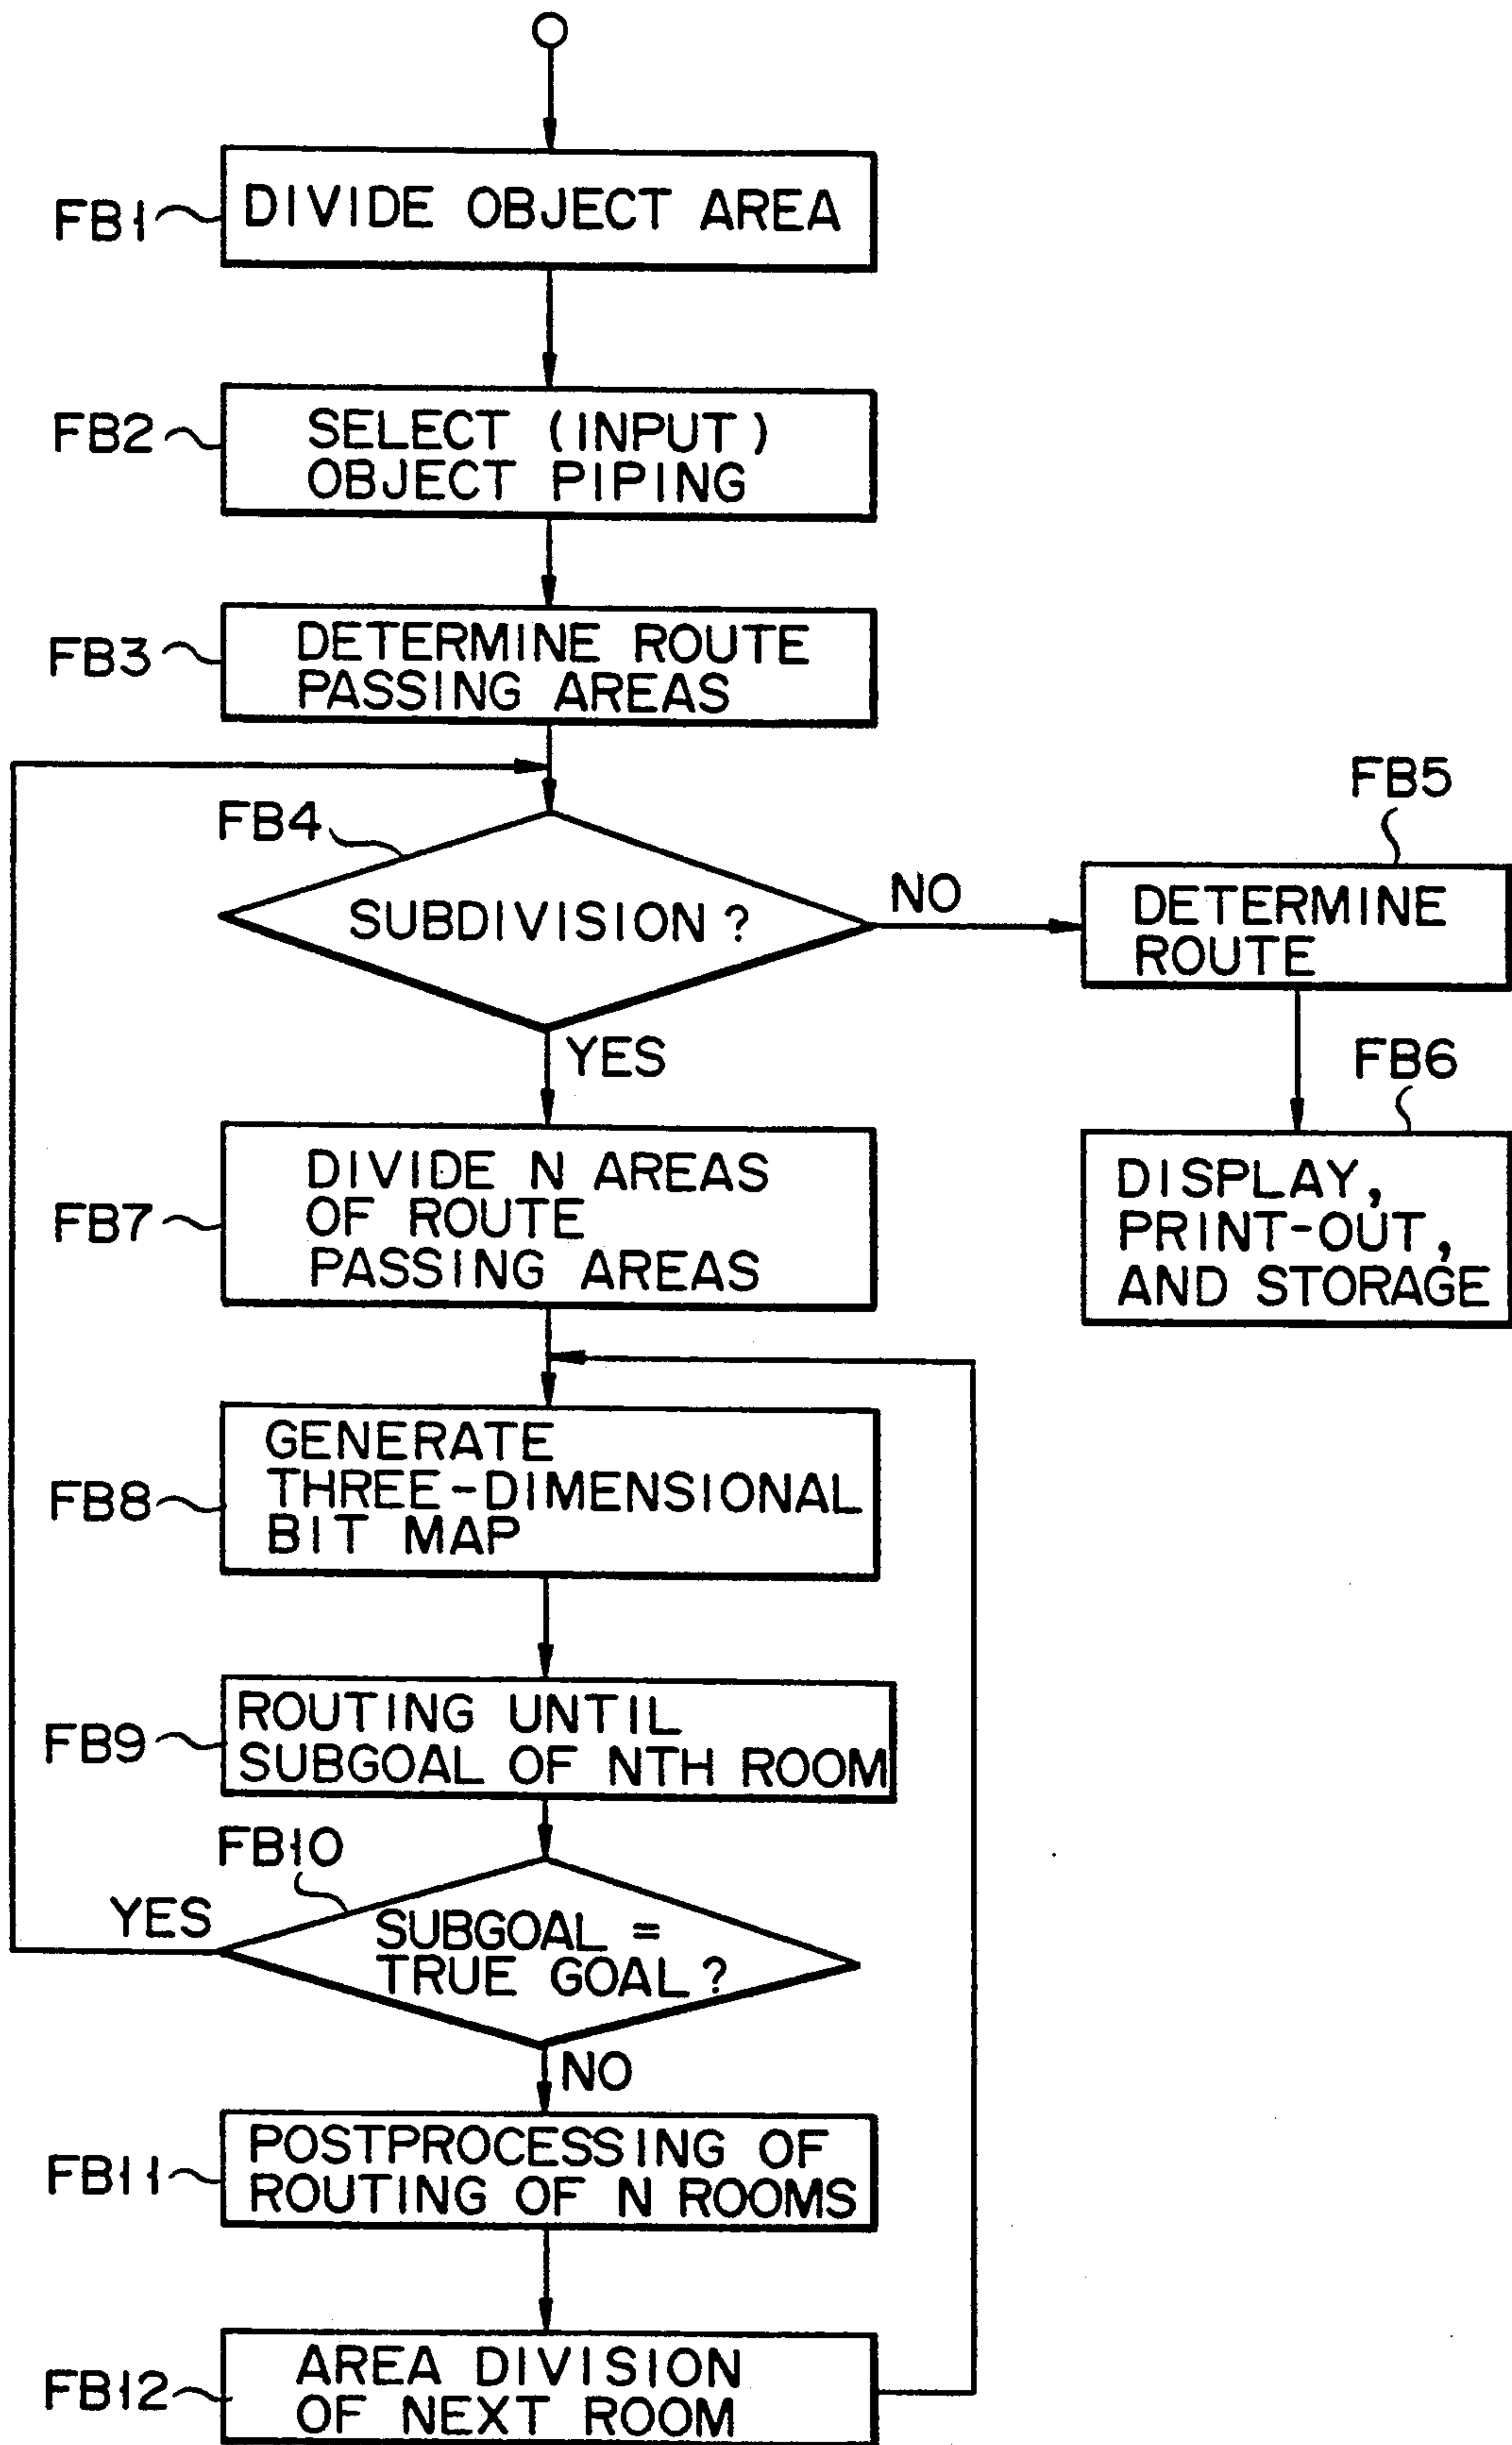 FB1
DIVIDE OBJECT AREA
FB2
SELECT (INPUT)
OBJECT PIPING
FB3
DETERMINE ROUTE
PASSING AREAS
FB4
SUBDIVISION ?
NO
YES
FB5
DETERMINE
ROUTE
FB6
DISPLAY,
PRINT-OUT,
AND STORAGE
FB7
DIVIDE N AREAS
OF ROUTE
PASSING AREAS
FB8
GENERATE
THREE-DIMENSIONAL
BIT MAP
FB9
ROUTING UNTIL
SUBGOAL OF NTH ROOM
FB10
YES
SUBGOAL =
TRUE GOAL ?
NO
FB11
POSTPROCESSING OF
ROUTING OF N ROOMS
FB12
AREA DIVISION
OF NEXT ROOM